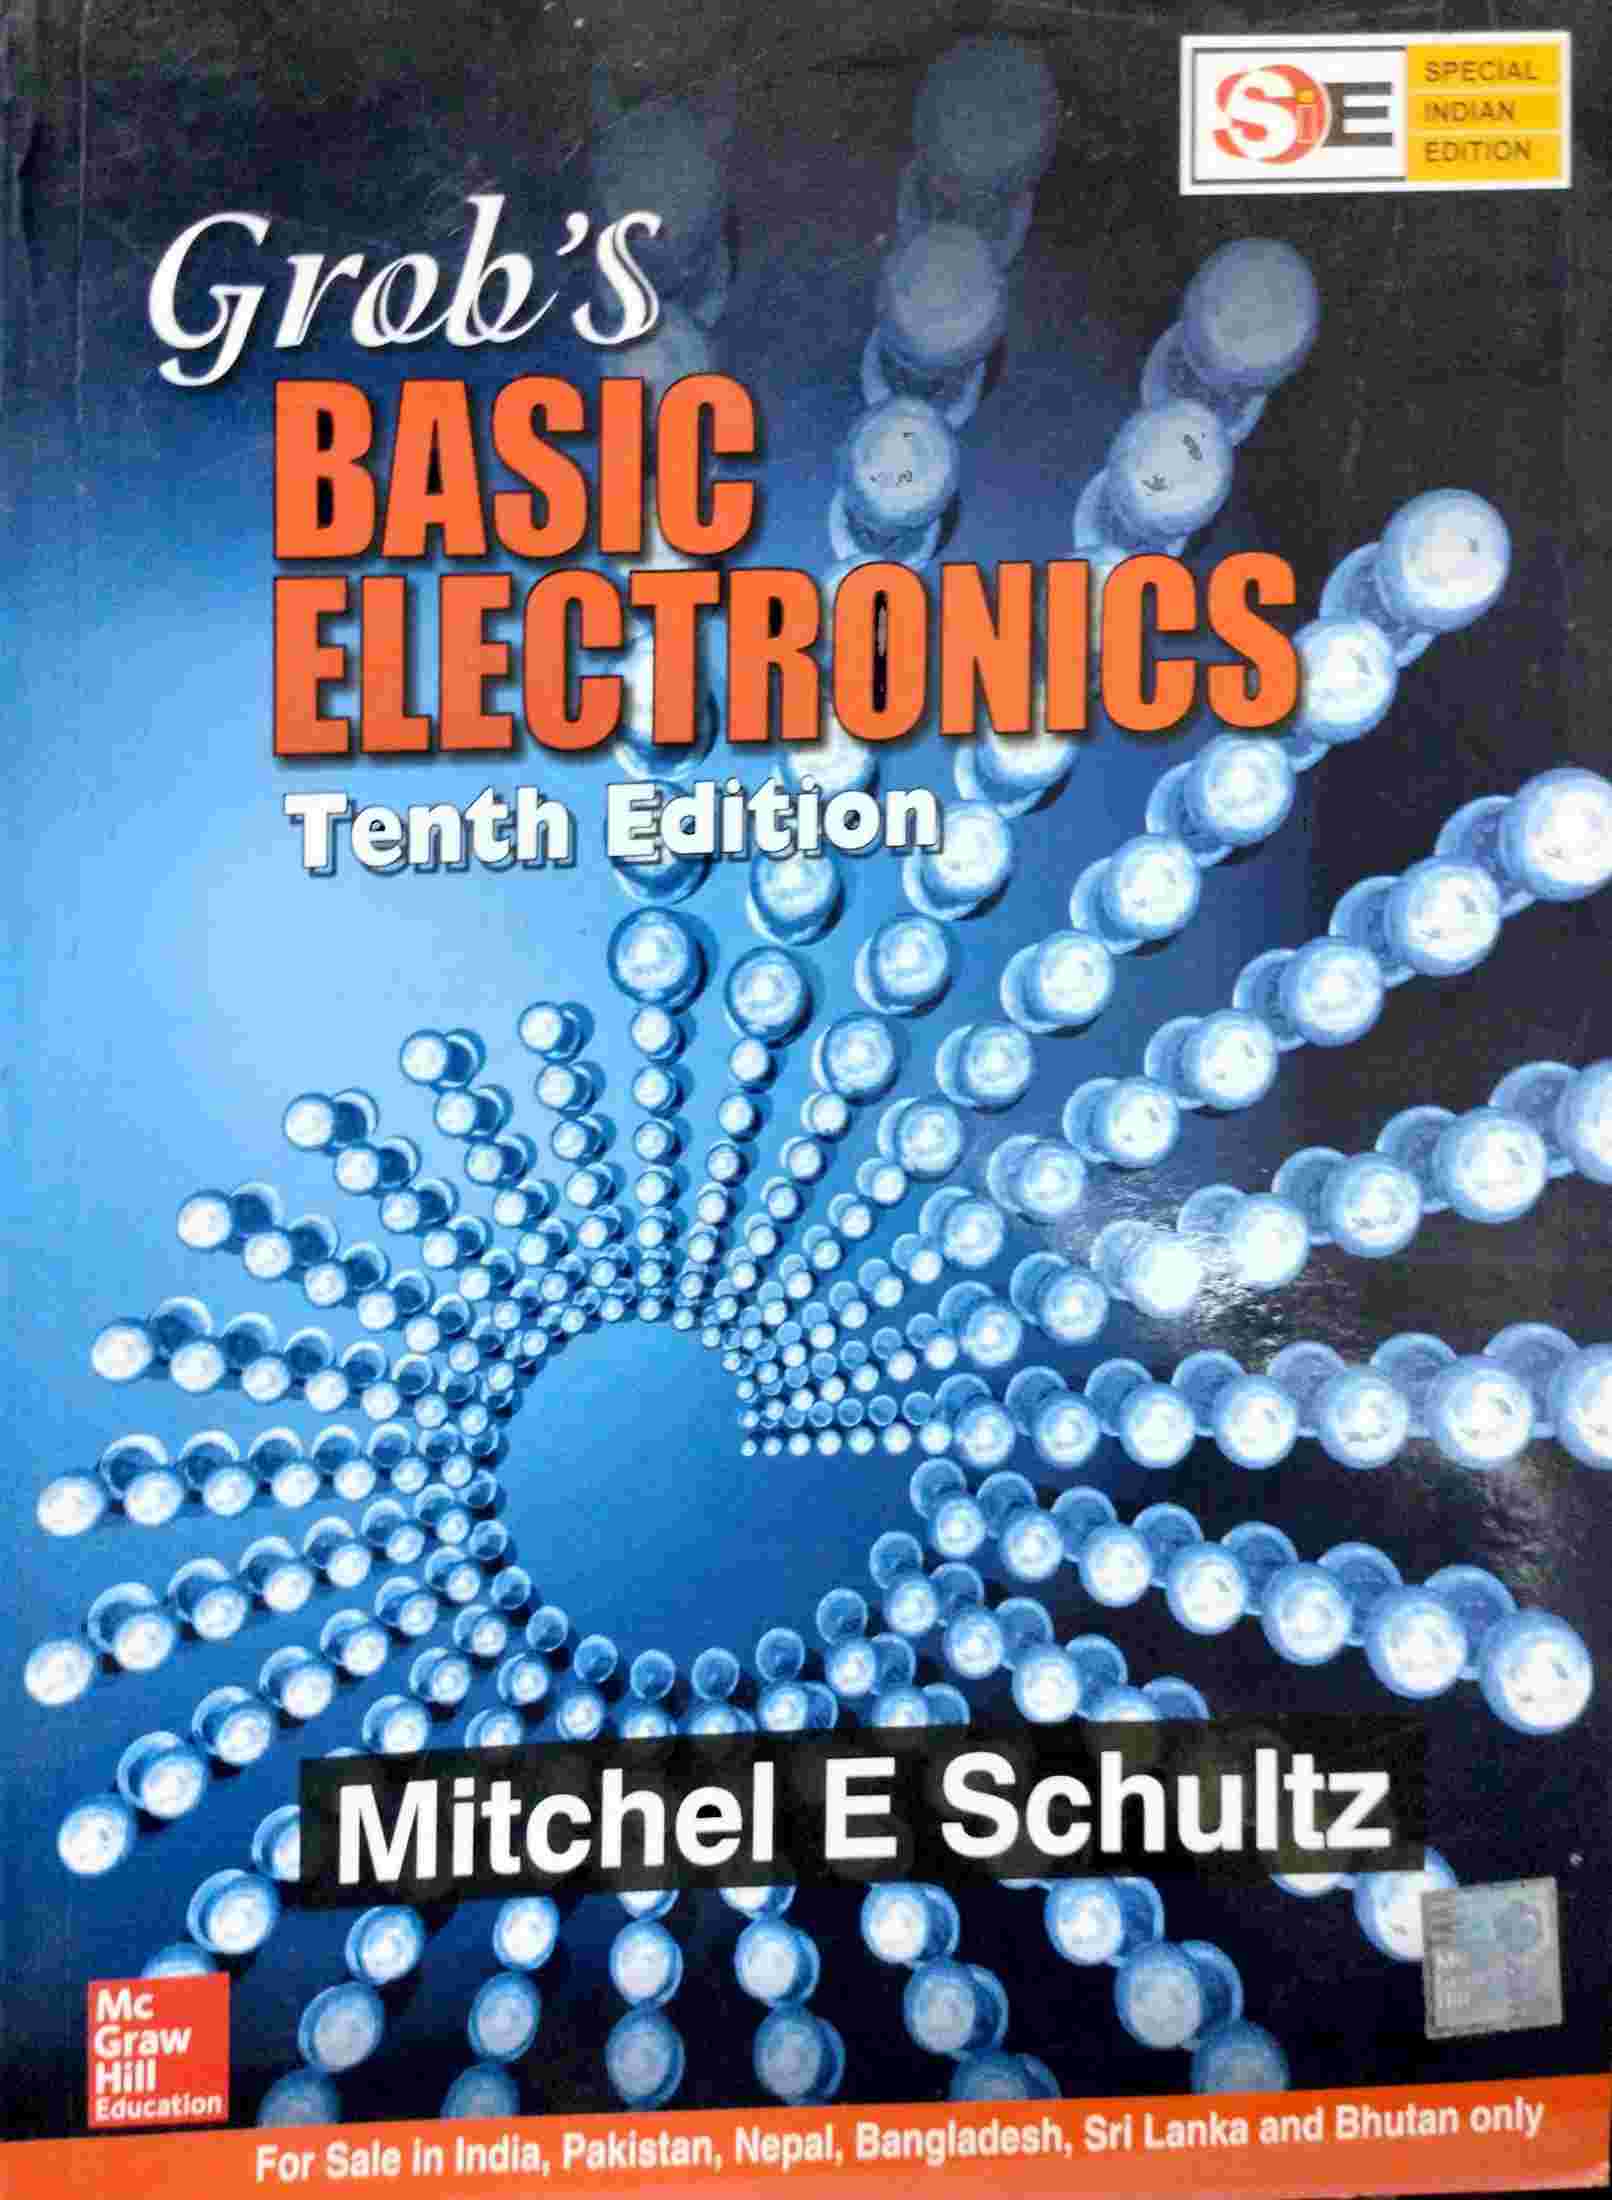 SiE
SPECIAL
INDIAN
EDITION
Grob's
BASIC
ELECTRONICS
Tenth Edition
Mitchel E Schultz
Mc
Graw
Hill
Education
For Sale in India, Pakistan, Nepal, Bangladesh, Sri Lanka and Bhutan only